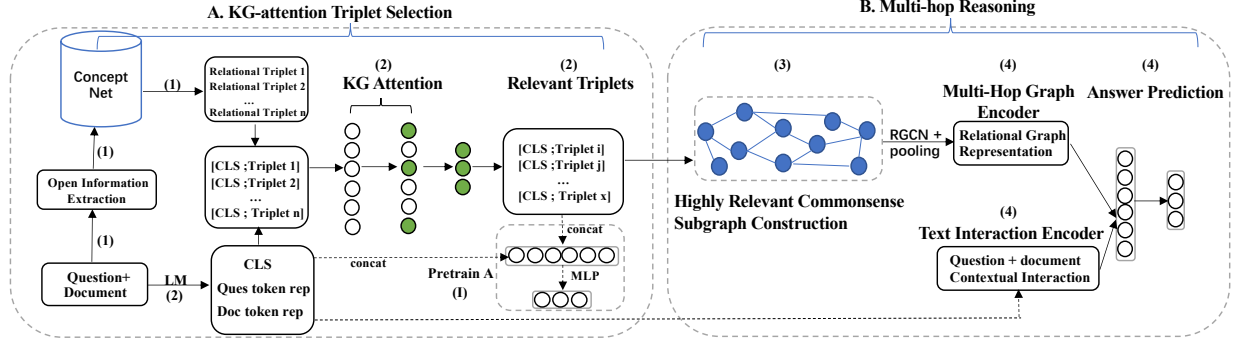 A. KG-attention Triplet Selection
B. Multi-hop Reasoning
Concept
Net
(1)
Relational Triplet 1
Relational Triplet 2
...
Relational Triplet n
(2)
KG Attention
(2)
Relevant Triplets
(1)
Open Information
Extraction
(1)
Question+
Document
LM
(2)
[CLS ;Triplet 1]
[CLS ;Triplet 2]
...
[CLS ; Triplet n]
CLS
Ques token rep
Doc token rep
[CLS ;Triplet i]
[CLS ;Triplet j]
...
[CLS ; Triplet x]
concat
concat
Pretrain A
(I)
MLP
(3)
Highly Relevant Commonsense
Subgraph Construction
RGCN +
pooling
(4)
Multi-Hop Graph
Encoder
Relational Graph
Representation
(4)
Text Interaction Encoder
Question + document
Contextual Interaction
(4)
Answer Prediction